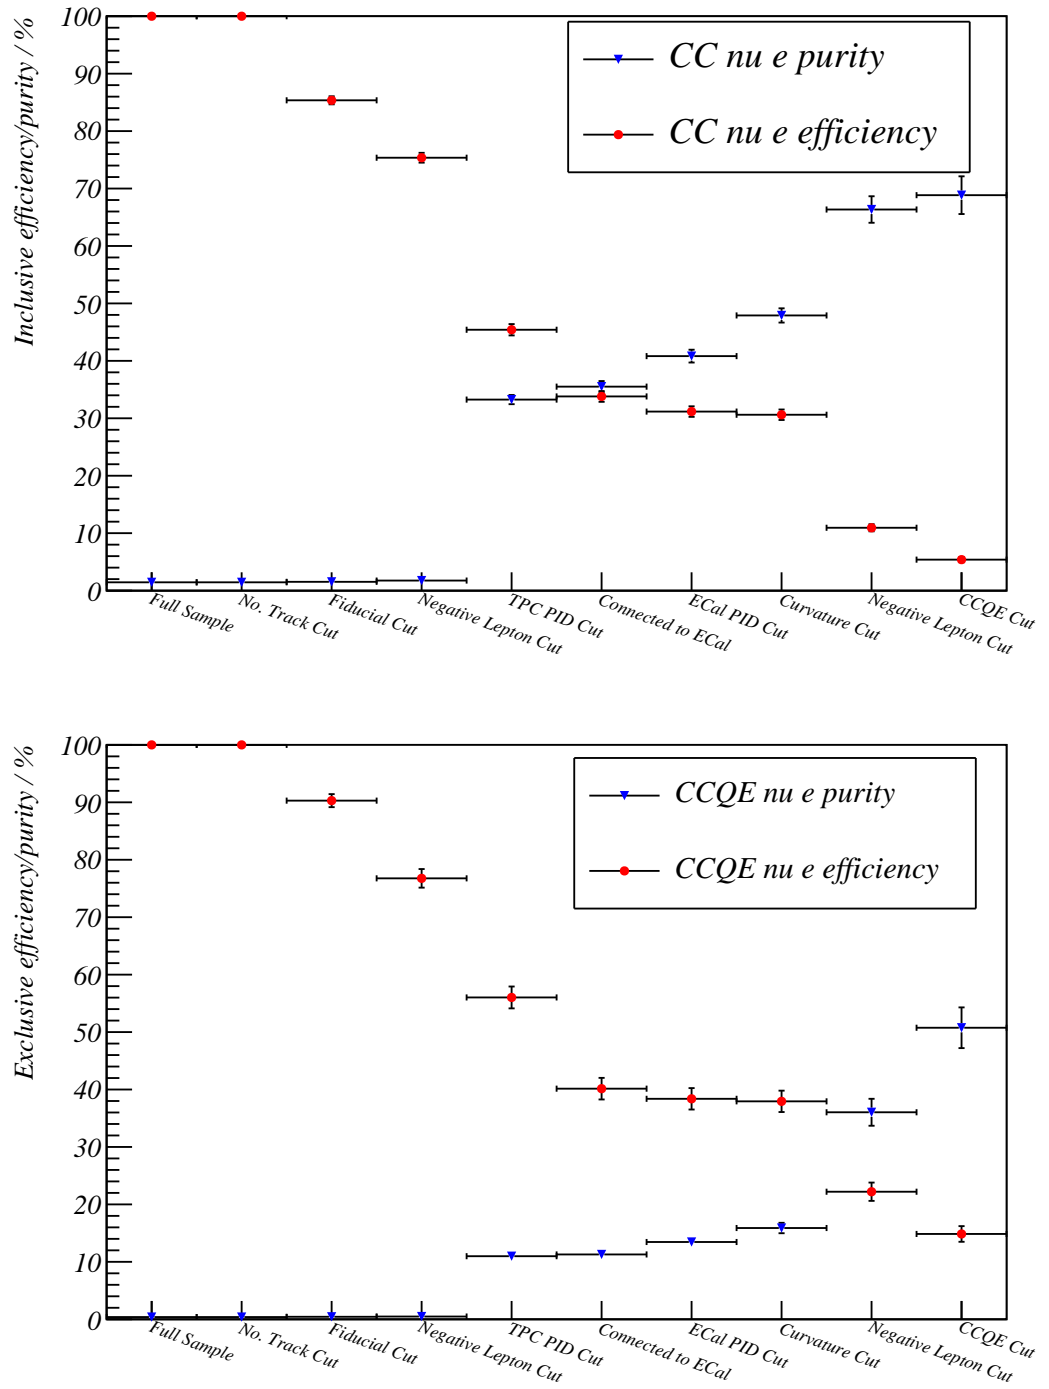 Inclusive efficiency/purity / %
100
90
80
70
60
50
40
30
20
10
0
CC nu e purity
CC nu e efficiency
Full Sample
No. Track Cut
Fiducial Cut
Negative Lepton Cut
TPC PID Cut
Connected to ECal
ECal PID Cut
Curvature Cut
Negative Lepton Cut
CCQE Cut
Exclusive efficiency/purity / %
100
90
80
70
60
50
40
30
20
10
0
CCQE nu e purity
CCQE nu e efficiency
Full Sample
No. Track Cut
Fiducial Cut
Negative Lepton Cut
TPC PID Cut
Connected to ECal
ECal PID Cut
Curvature Cut
Negative Lepton Cut
CCQE Cut